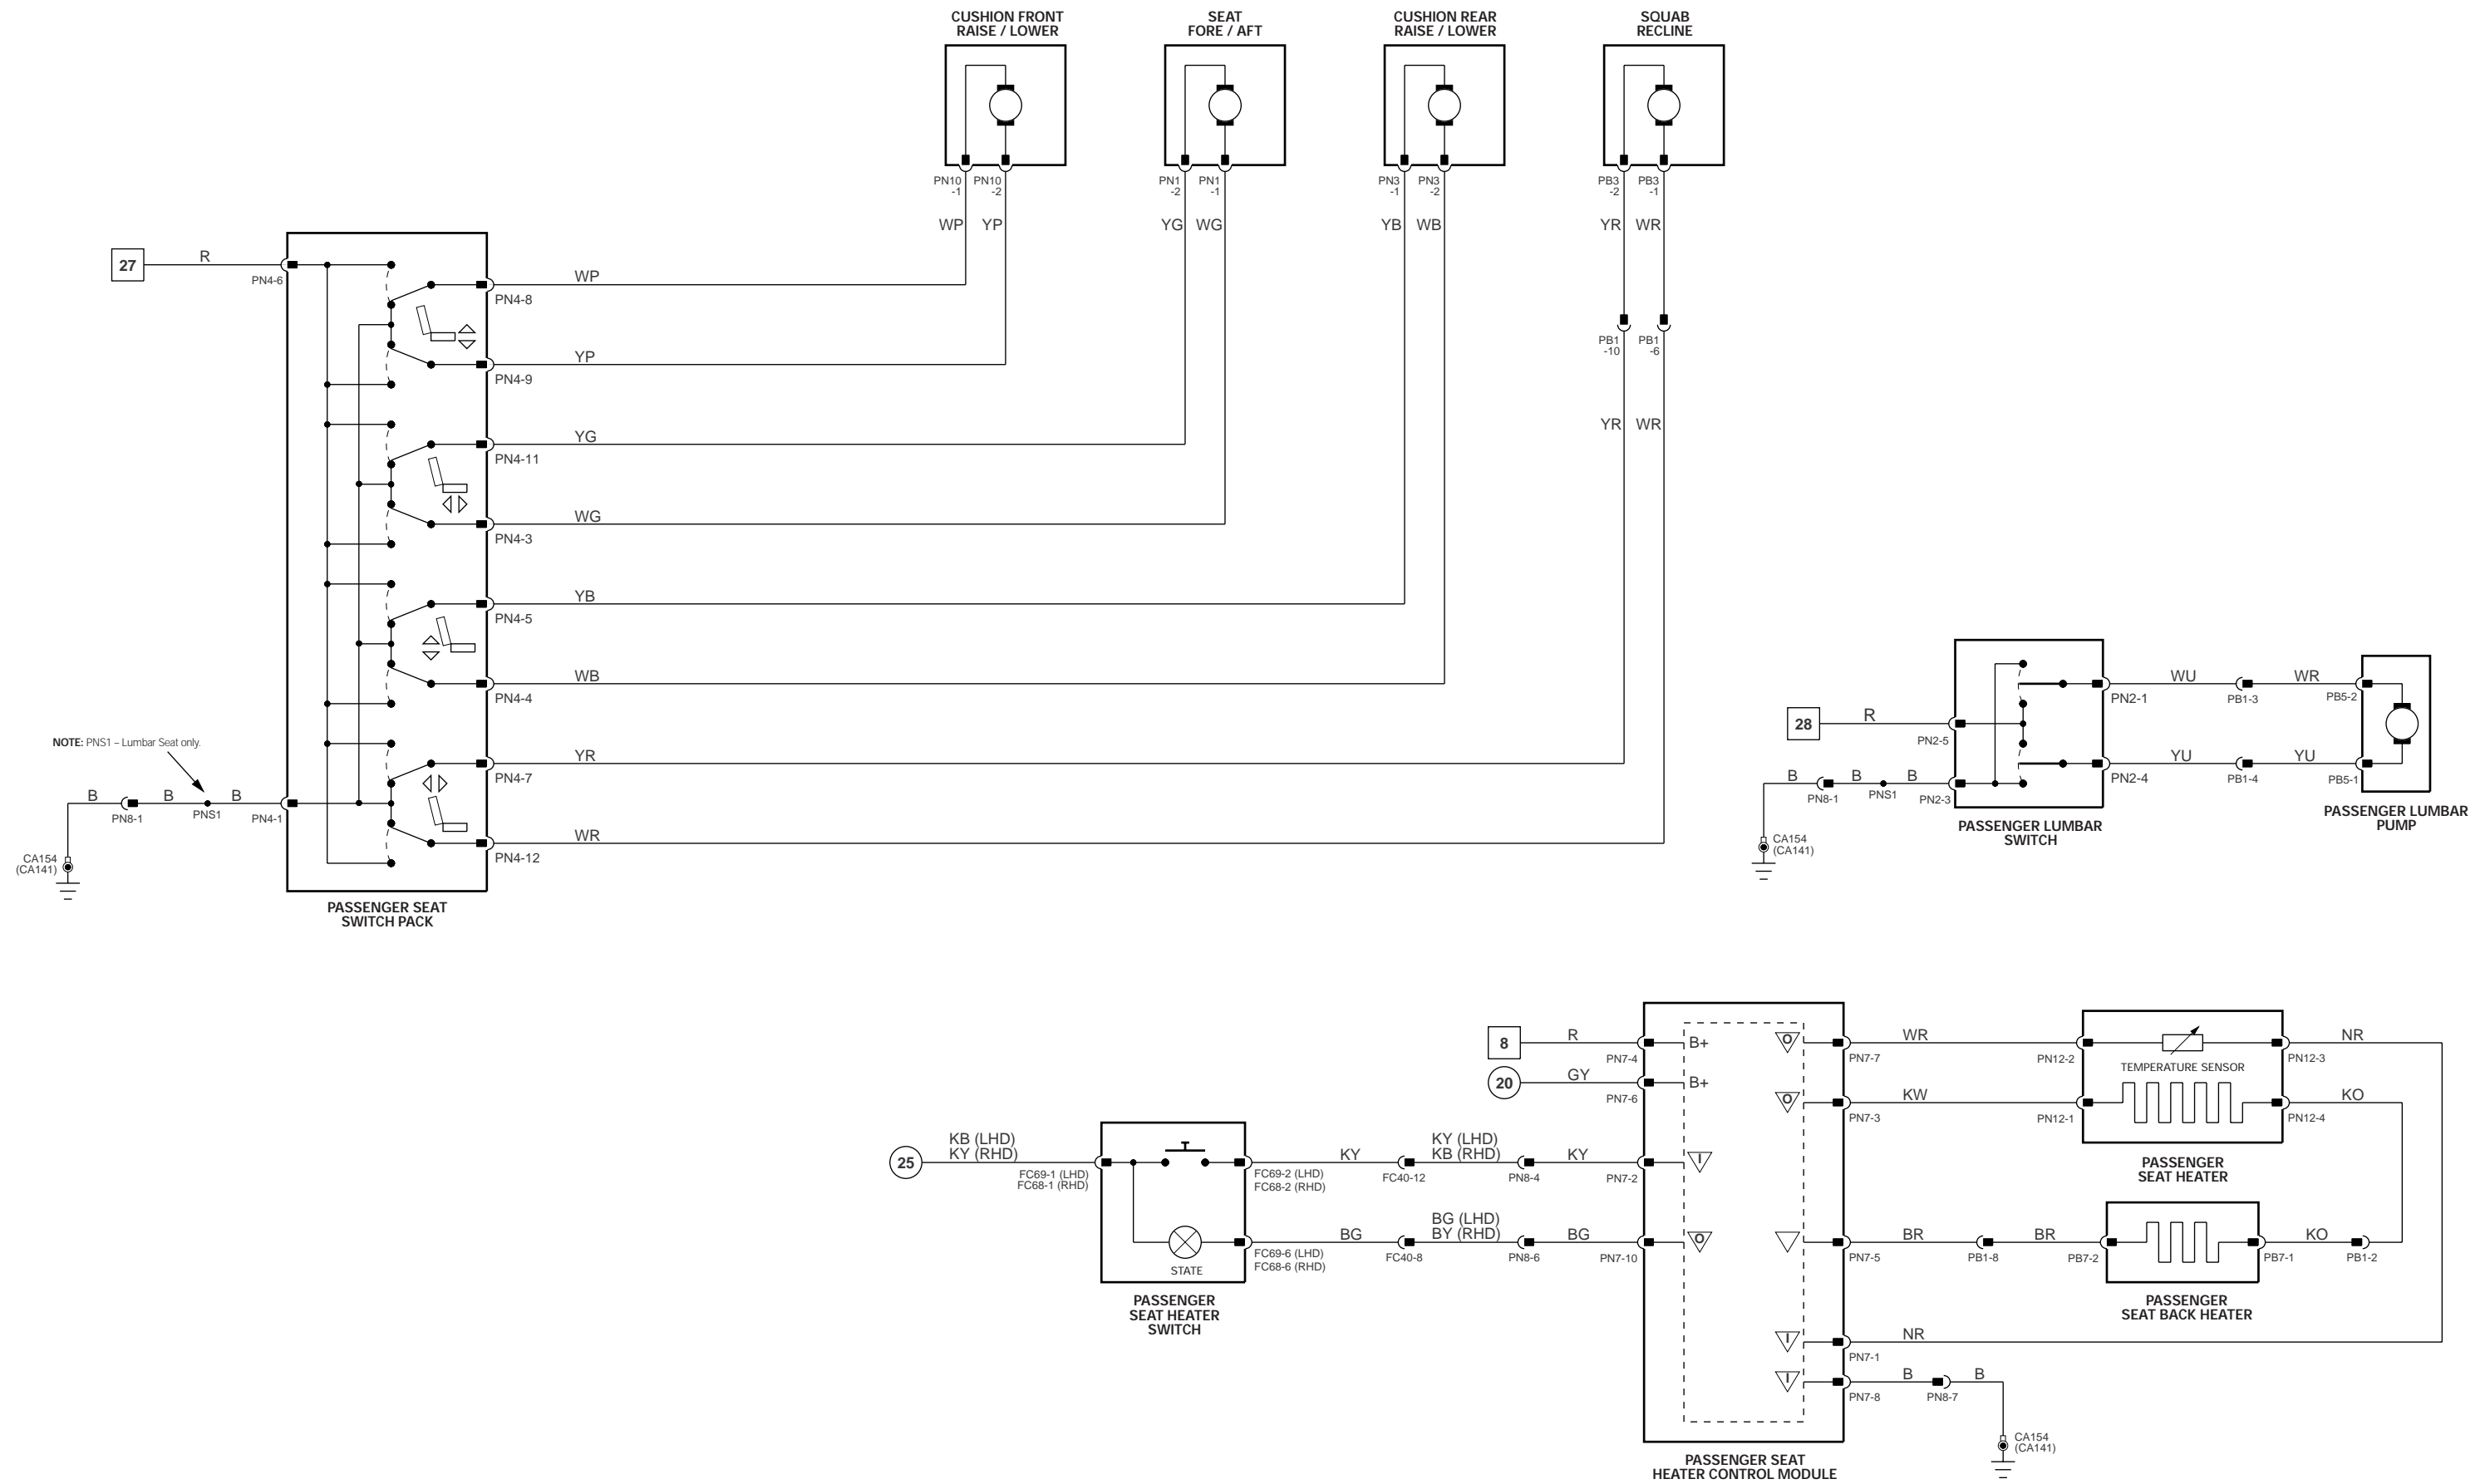 CUSHION FRONT
RAISE / LOWER
SEAT
FORE / AFT
CUSHION REAR
RAISE / LOWER
SQUAB
RECLINE
PN10
-1
PN10
-2
PN1
-2
PN1
-1
PN3
-1
PN3
-2
PB3
-2
PB3
-1
WP YP
YG WG
YB WB
YR WR
27
R
PN4-6
WP
PN4-8
PB1
-10
PB1
-6
YP
PN4-9
YR WR
YG
PN4-11
WG
PN4-3
YB
PN4-5
WB
PN4-4
YR
PN4-7
WR
PN4-12
NOTE: PNS1 – Lumbar Seat only.
B
B
B
PN8-1
PNS1
PN4-1
CA154
(CA141)
PASSENGER SEAT
SWITCH PACK
28
R
PN2-5
B
B
B
PN8-1
PNS1
PN2-3
CA154
(CA141)
WU
WR
PN2-1
PB1-3
PB5-2
YU
YU
PN2-4
PB1-4
PB5-1
PASSENGER LUMBAR
SWITCH
PASSENGER LUMBAR
PUMP
8
R
PN7-4
B+
O
PN7-7
WR
PN12-2
TEMPERATURE SENSOR
PN12-3
NR
20
GY
PN7-6
B+
O
PN7-3
KW
PN12-1
PN12-4
KO
PASSENGER
SEAT HEATER
25
KB (LHD)
KY (RHD)
FC69-1 (LHD)
FC68-1 (RHD)
FC69-2 (LHD)
FC68-2 (RHD)
KY
FC40-12
KY (LHD)
KB (RHD)
PN8-4
KY
PN7-2
I
STATE
FC69-6 (LHD)
FC68-6 (RHD)
BG
FC40-8
BG (LHD)
BY (RHD)
PN8-6
BG
PN7-10
O
PN7-5
BR
PB1-8
BR
PB7-2
PB7-1
KO
PB1-2
PASSENGER
SEAT HEATER
SWITCH
PASSENGER
SEAT BACK HEATER
I
PN7-1
NR
I
PN7-8
B
PN8-7
B
CA154
(CA141)
PASSENGER SEAT
HEATER CONTROL MODULE